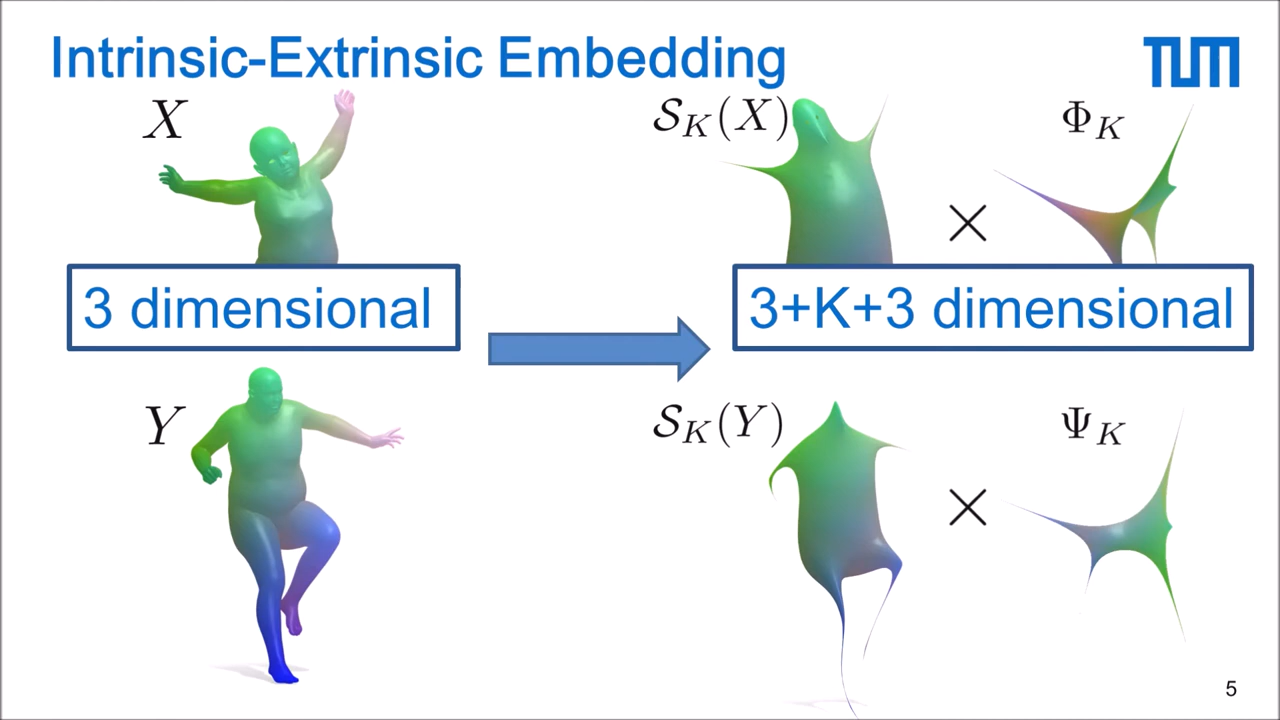 Intrinsic-Extrinsic Embedding
TUM
X
𝒮_K(X)
×
Φ_K
3 dimensional
3+K+3 dimensional
Y
𝒮_K(Y)
×
Ψ_K
5